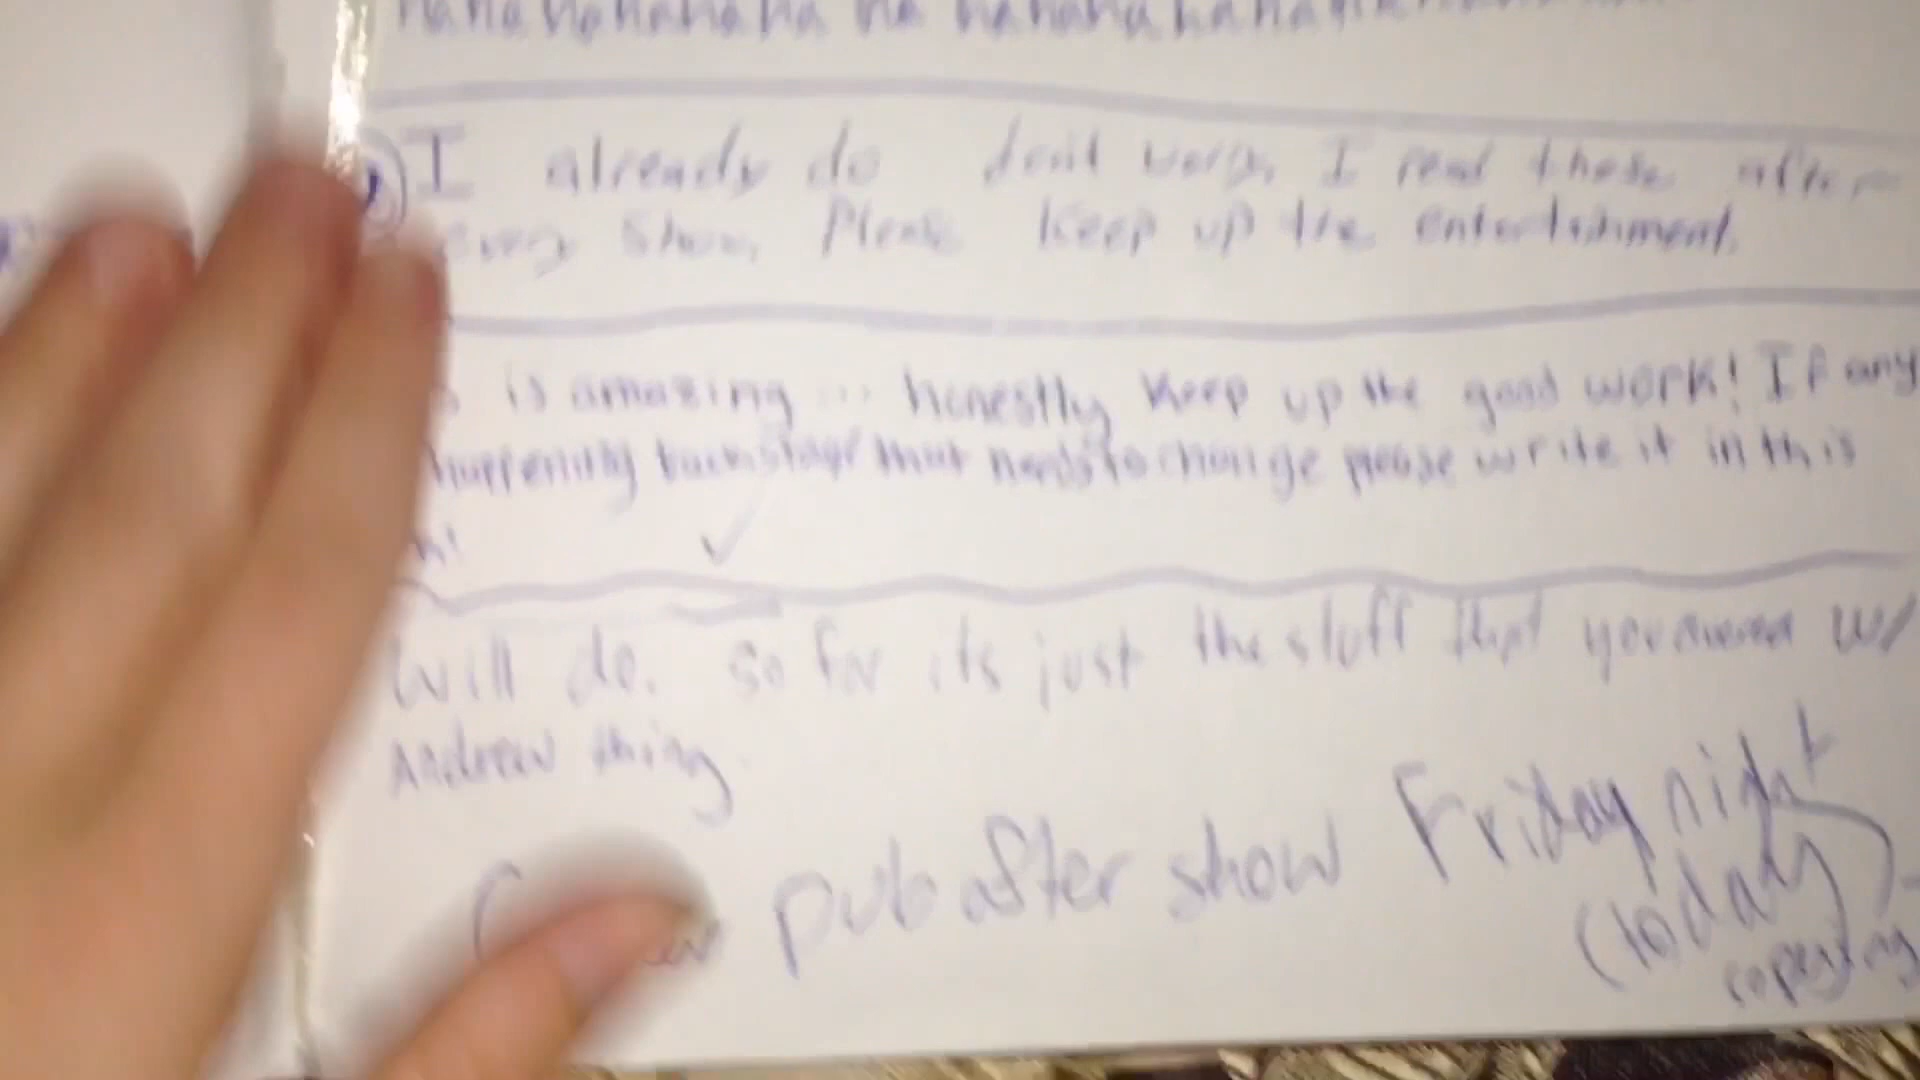 I already do don't worry, I read these after
every show. Please keep up the entertainment.
is amazing ... honestly keep up the good work! If any
happening backstage that needs to change please write it in this
Will do. so far its just the stuff that you w/
Andrew thing.
pub after show Friday night
(today)